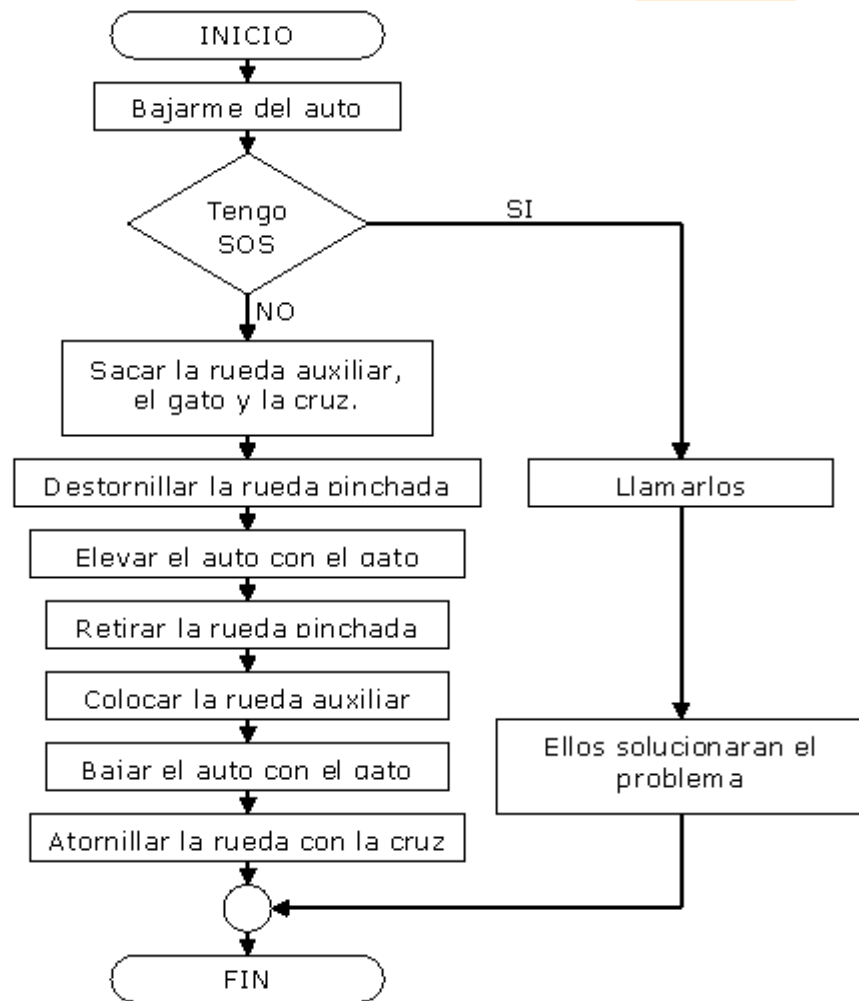 INICIO
Bajarme del auto
Tengo
SOS
SI
NO
Sacar la rueda auxiliar,
el gato y la cruz.
Destornillar la rueda pinchada
Llamarlos
Elevar el auto con el gato
Retirar la rueda pinchada
Colocar la rueda auxiliar
Ellos solucionaran el
problema
Bajar el auto con el gato
Atornillar la rueda con la cruz
FIN